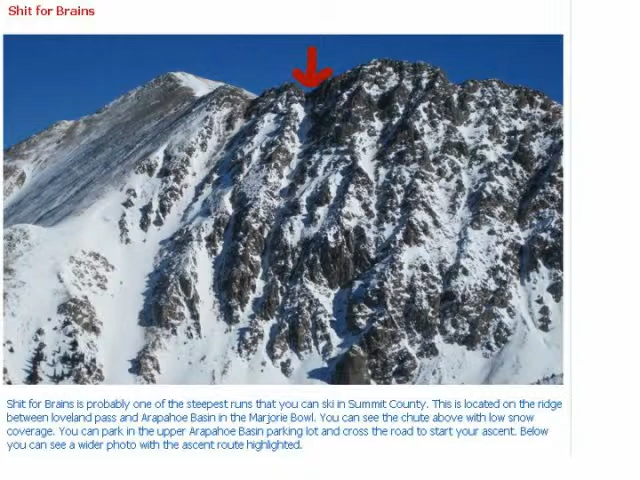 Shit for Brains
Shit for Brains is probably one of the steepest runs that you can ski in Summit County. This is located on the ridge
between loveland pass and Arapahoe Basin in the Marjorie Bowl. You can see the chute above with low snow
coverage. You can park in the upper Arapahoe Basin parking lot and cross the road to start your ascent. Below
you can see a wider photo with the ascent route highlighted.